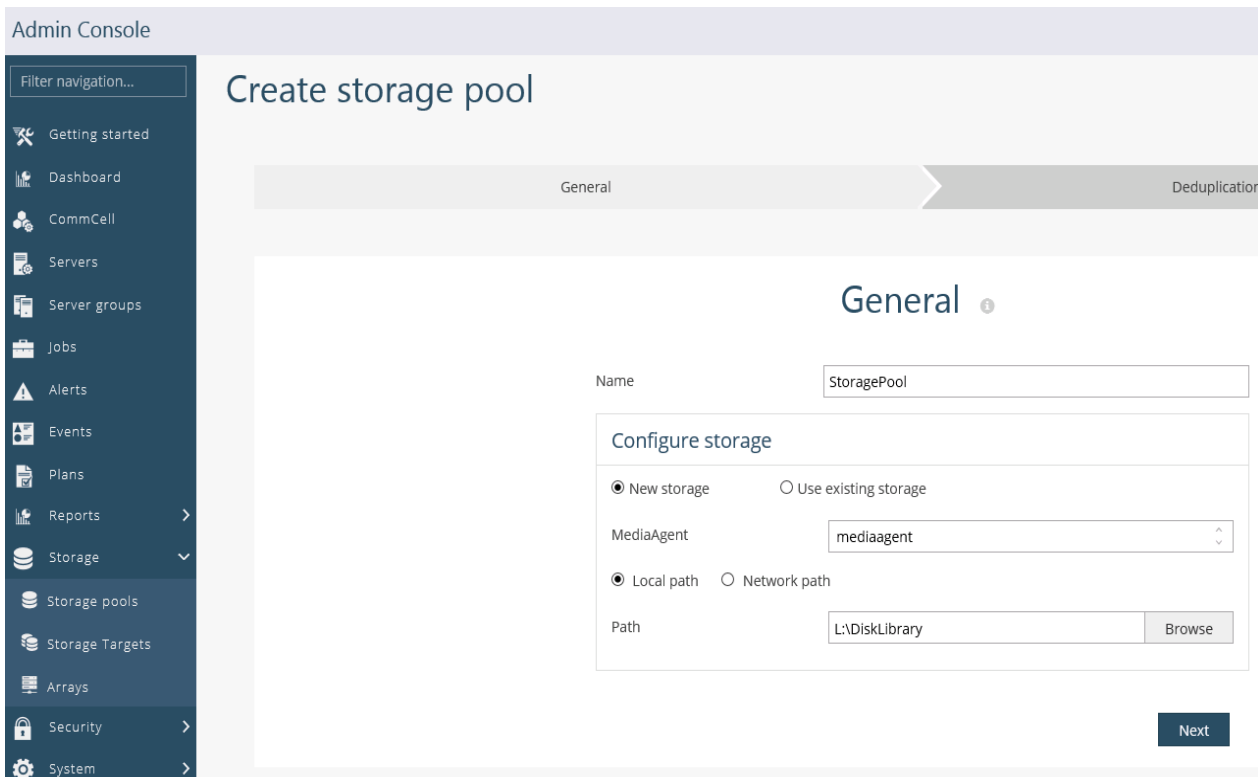 Admin Console
Filter navigation...
Getting started
Dashboard
CommCell
Servers
Server groups
Jobs
Alerts
Events
Plans
Reports
Storage
Storage pools
Storage Targets
Arrays
Security
System
Create storage pool
General
Deduplication
General
Name
StoragePool
Configure storage
New storage Use existing storage
MediaAgent mediaagent
Local path Network path
Path L:\DiskLibrary Browse
Next